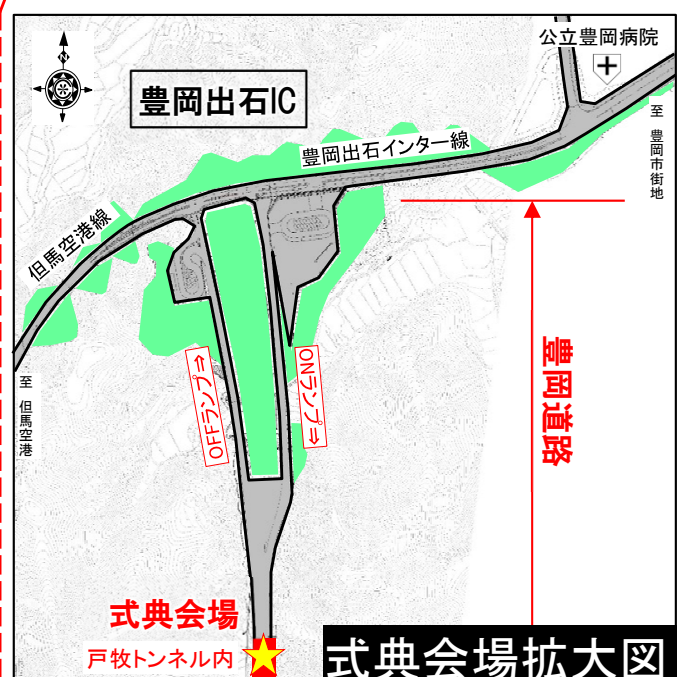 公立豊岡病院
N
豊岡出石IC
至 豊岡市街地
豊岡出石インター線
但馬空港線
至 但馬空港
OFFランプ⇒
ONランプ⇒
豊岡道路
式典会場
戸牧トンネル内
式典会場拡大図